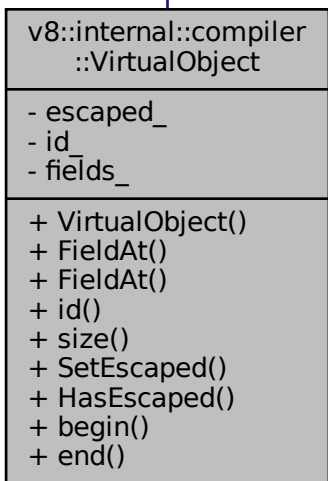 v8::internal::compiler
::VirtualObject
- escaped_
- id_
- fields_
+ VirtualObject()
+ FieldAt()
+ FieldAt()
+ id()
+ size()
+ SetEscaped()
+ HasEscaped()
+ begin()
+ end()